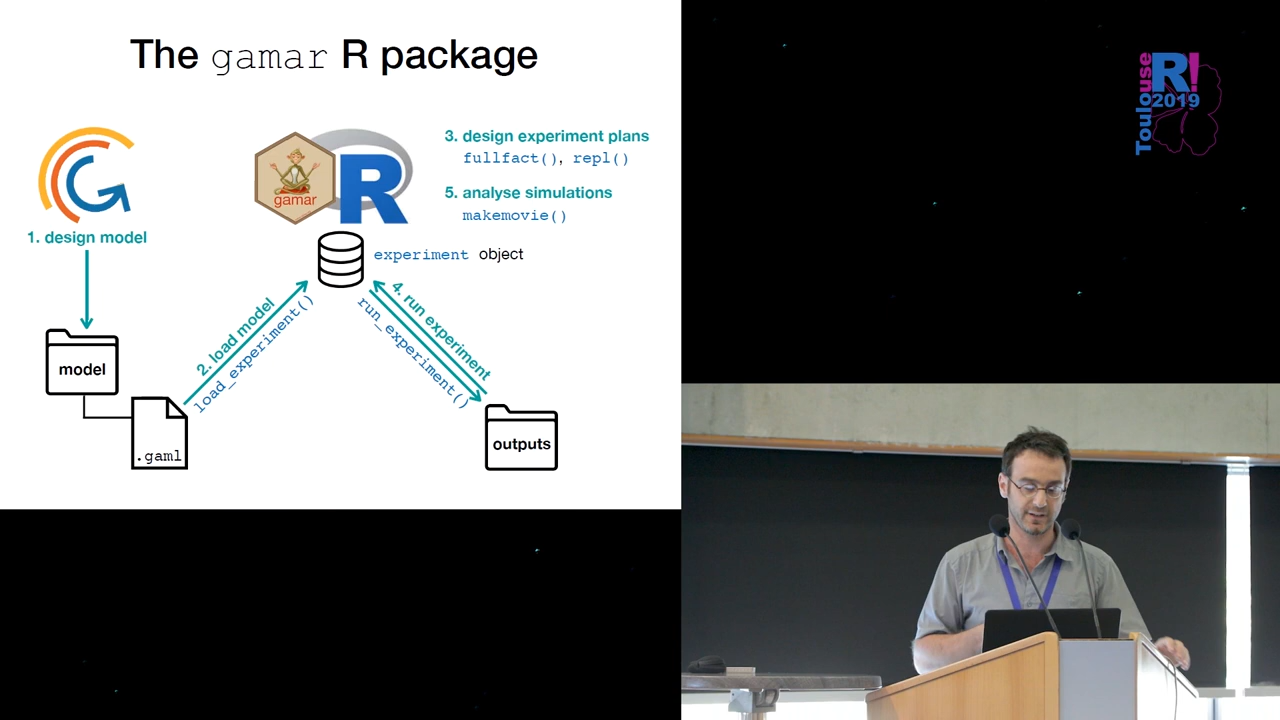 The gamar R package
1. design model
model
.gaml
2. load model
load_experiment()
gamar
R
experiment object
3. design experiment plans
fullfact(), repl()
5. analyse simulations
makemovie()
4. run experiment
run_experiment()
outputs
Toulouse
R!
2019